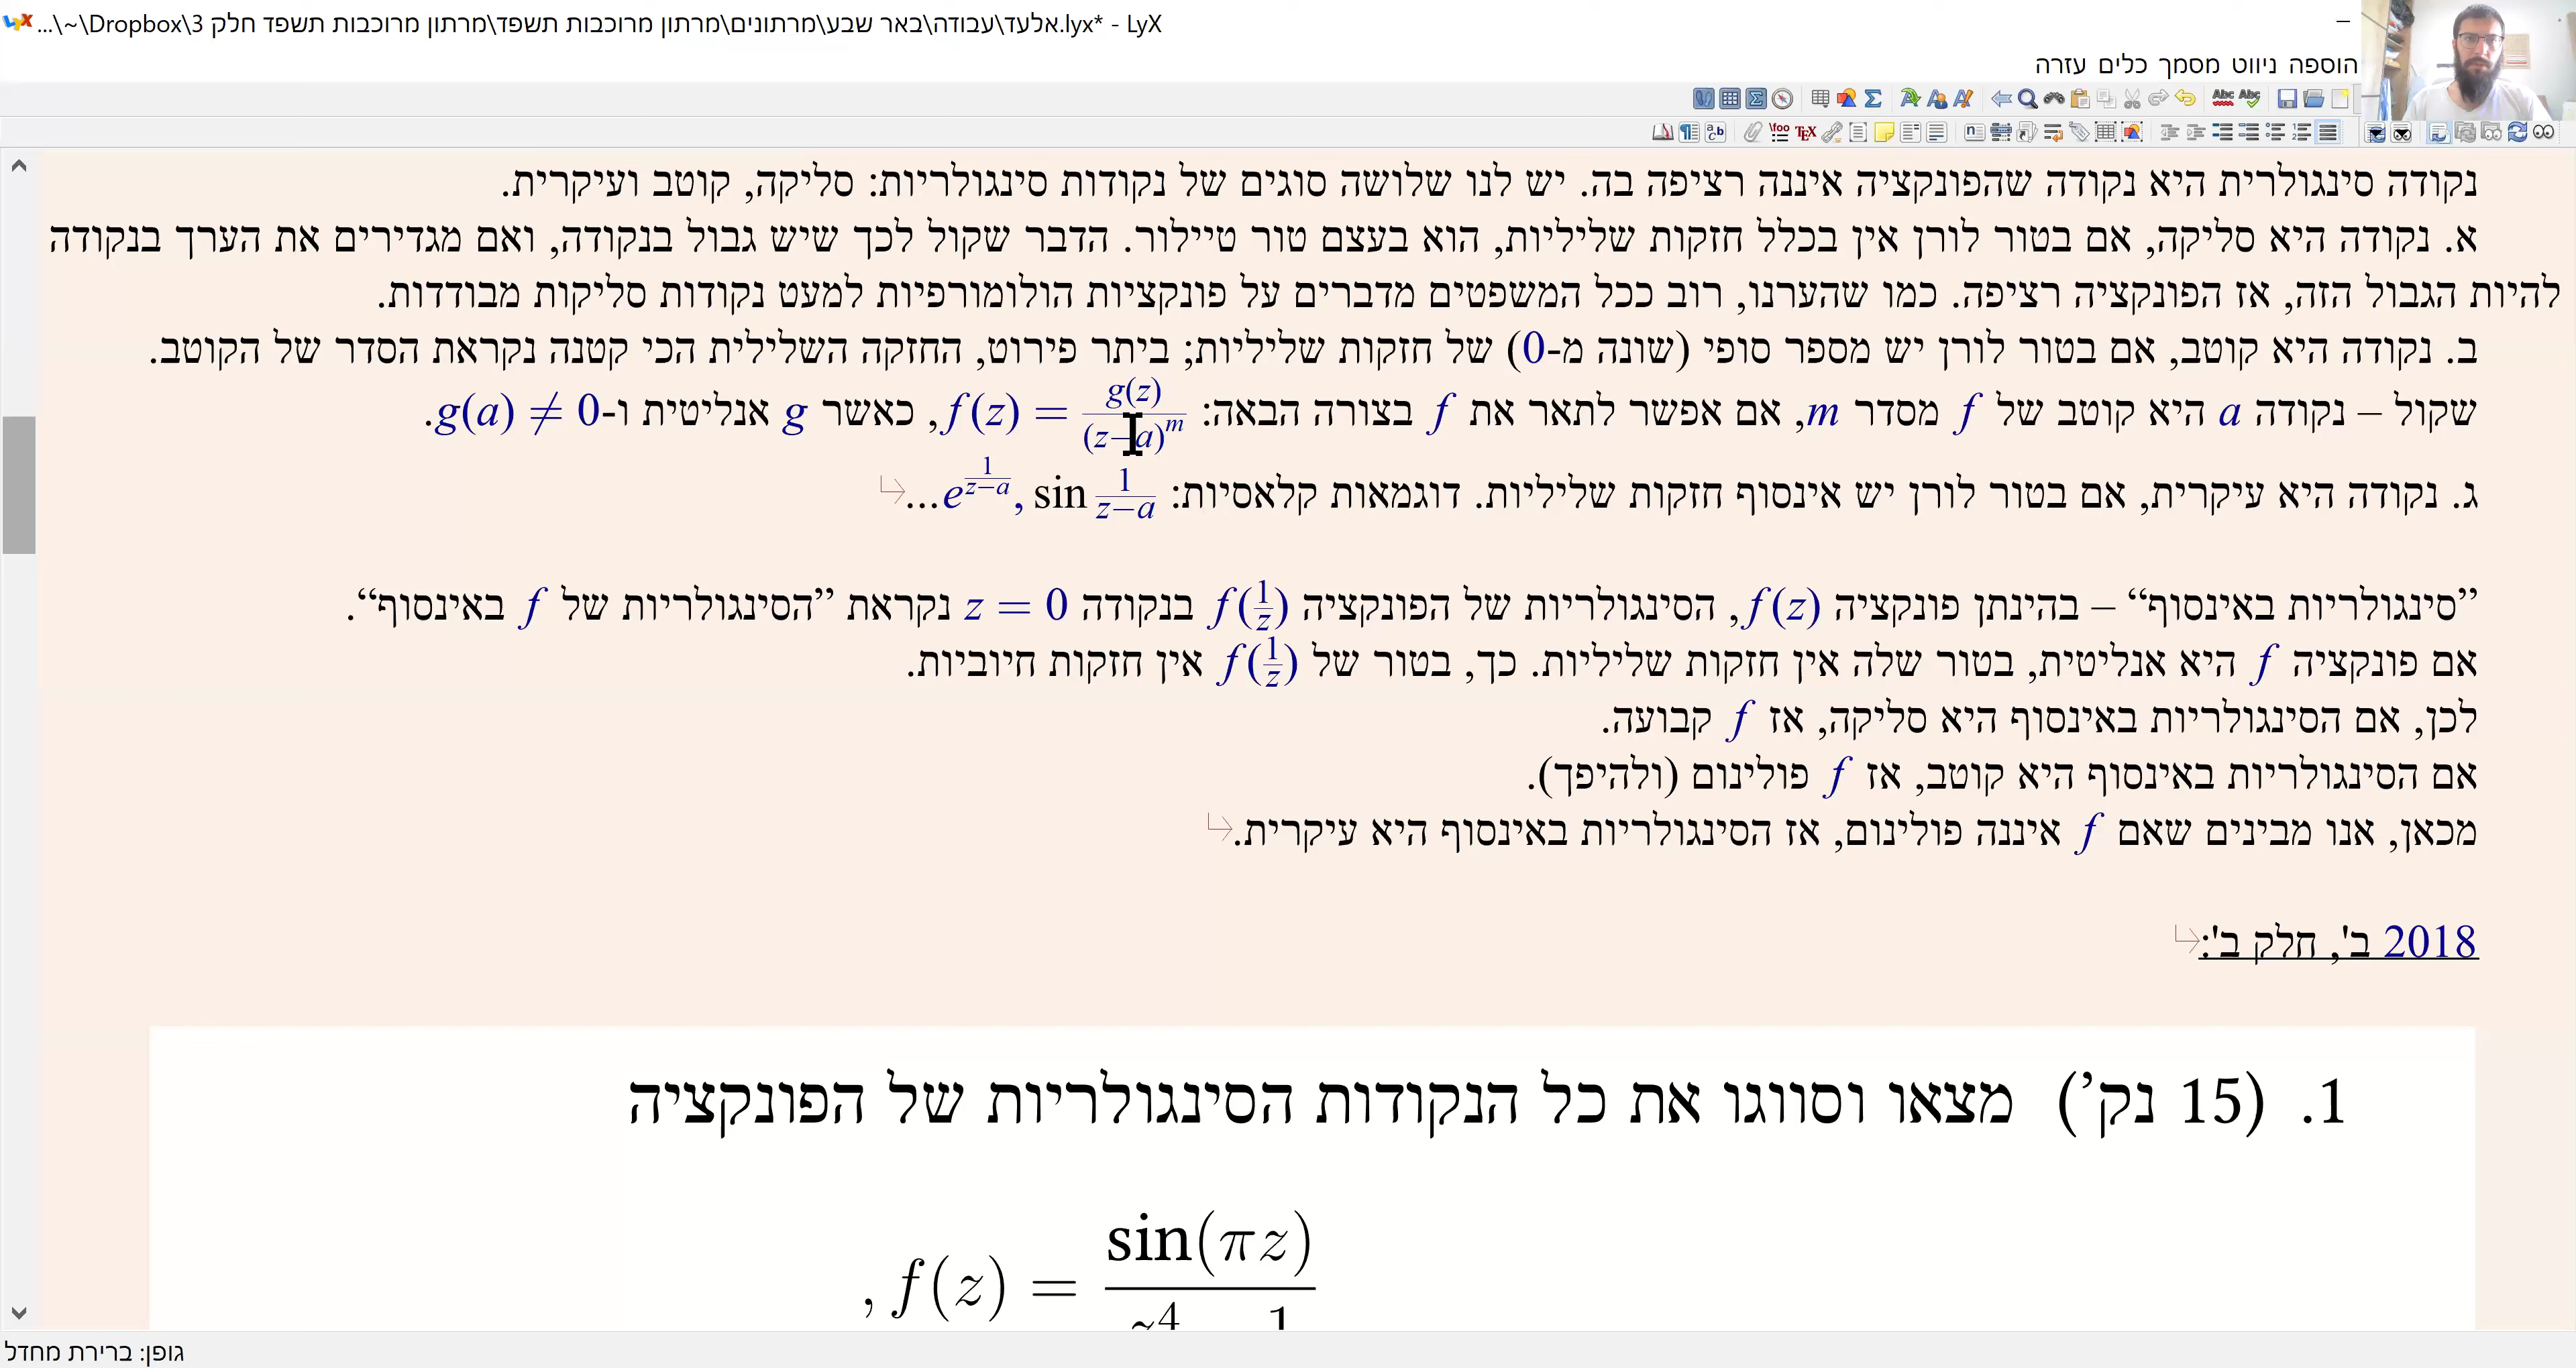 ...\~\Dropbox\אלעד\עבודה\באר שבע\מרתונים\מרתון מרוכבות תשפד\מרתון מרוכבות תשפד חלק 3.lyx* - LyX
הוספה ניווט מסמך כלים עזרה
נקודה סינגולרית היא נקודה שהפונקציה איננה רציפה בה. יש לנו שלושה סוגים של נקודות סינגולריות: סליקה, קוטב ועיקרית.
א. נקודה היא סליקה, אם בטור לורן אין בכלל חזקות שליליות, הוא בעצם טור טיילור. הדבר שקול לכך שיש גבול בנקודה, ואם מגדירים את הערך בנקודה
להיות הגבול הזה, אז הפונקציה רציפה. כמו שהערנו, רוב ככל המשפטים מדברים על פונקציות הולומורפיות למעט נקודות סליקות מבודדות.
ב. נקודה היא קוטב, אם בטור לורן יש מספר סופי (שונה מ-0) של חזקות שליליות; ביתר פירוט, החזקה השלילית הכי קטנה נקראת הסדר של הקוטב.
שקול – נקודה a היא קוטב של f מסדר m, אם אפשר לתאר את f בצורה הבאה: f(z) = g(z)/(z−a)^m, כאשר g אנליטית ו-g(a) ≠ 0.
ג. נקודה היא עיקרית, אם בטור לורן יש אינסוף חזקות שליליות. דוגמאות קלאסיות: e^{1/(z−a)}, sin 1/(z−a)...
”סינגולריות באינסוף“ – בהינתן פונקציה f(z), הסינגולריות של הפונקציה f(1/z) בנקודה z = 0 נקראת ”הסינגולריות של f באינסוף“.
אם פונקציה f היא אנליטית, בטור שלה אין חזקות שליליות. כך, בטור של f(1/z) אין חזקות חיוביות.
לכן, אם הסינגולריות באינסוף היא סליקה, אז f קבועה.
אם הסינגולריות באינסוף היא קוטב, אז f פולינום (ולהיפך).
מכאן, אנו מבינים שאם f איננה פולינום, אז הסינגולריות באינסוף היא עיקרית.
2018 ב', חלק ב':
1. (15 נק') מצאו וסווגו את כל הנקודות הסינגולריות של הפונקציה
, f(z) = sin(πz)
גופן: ברירת מחדל